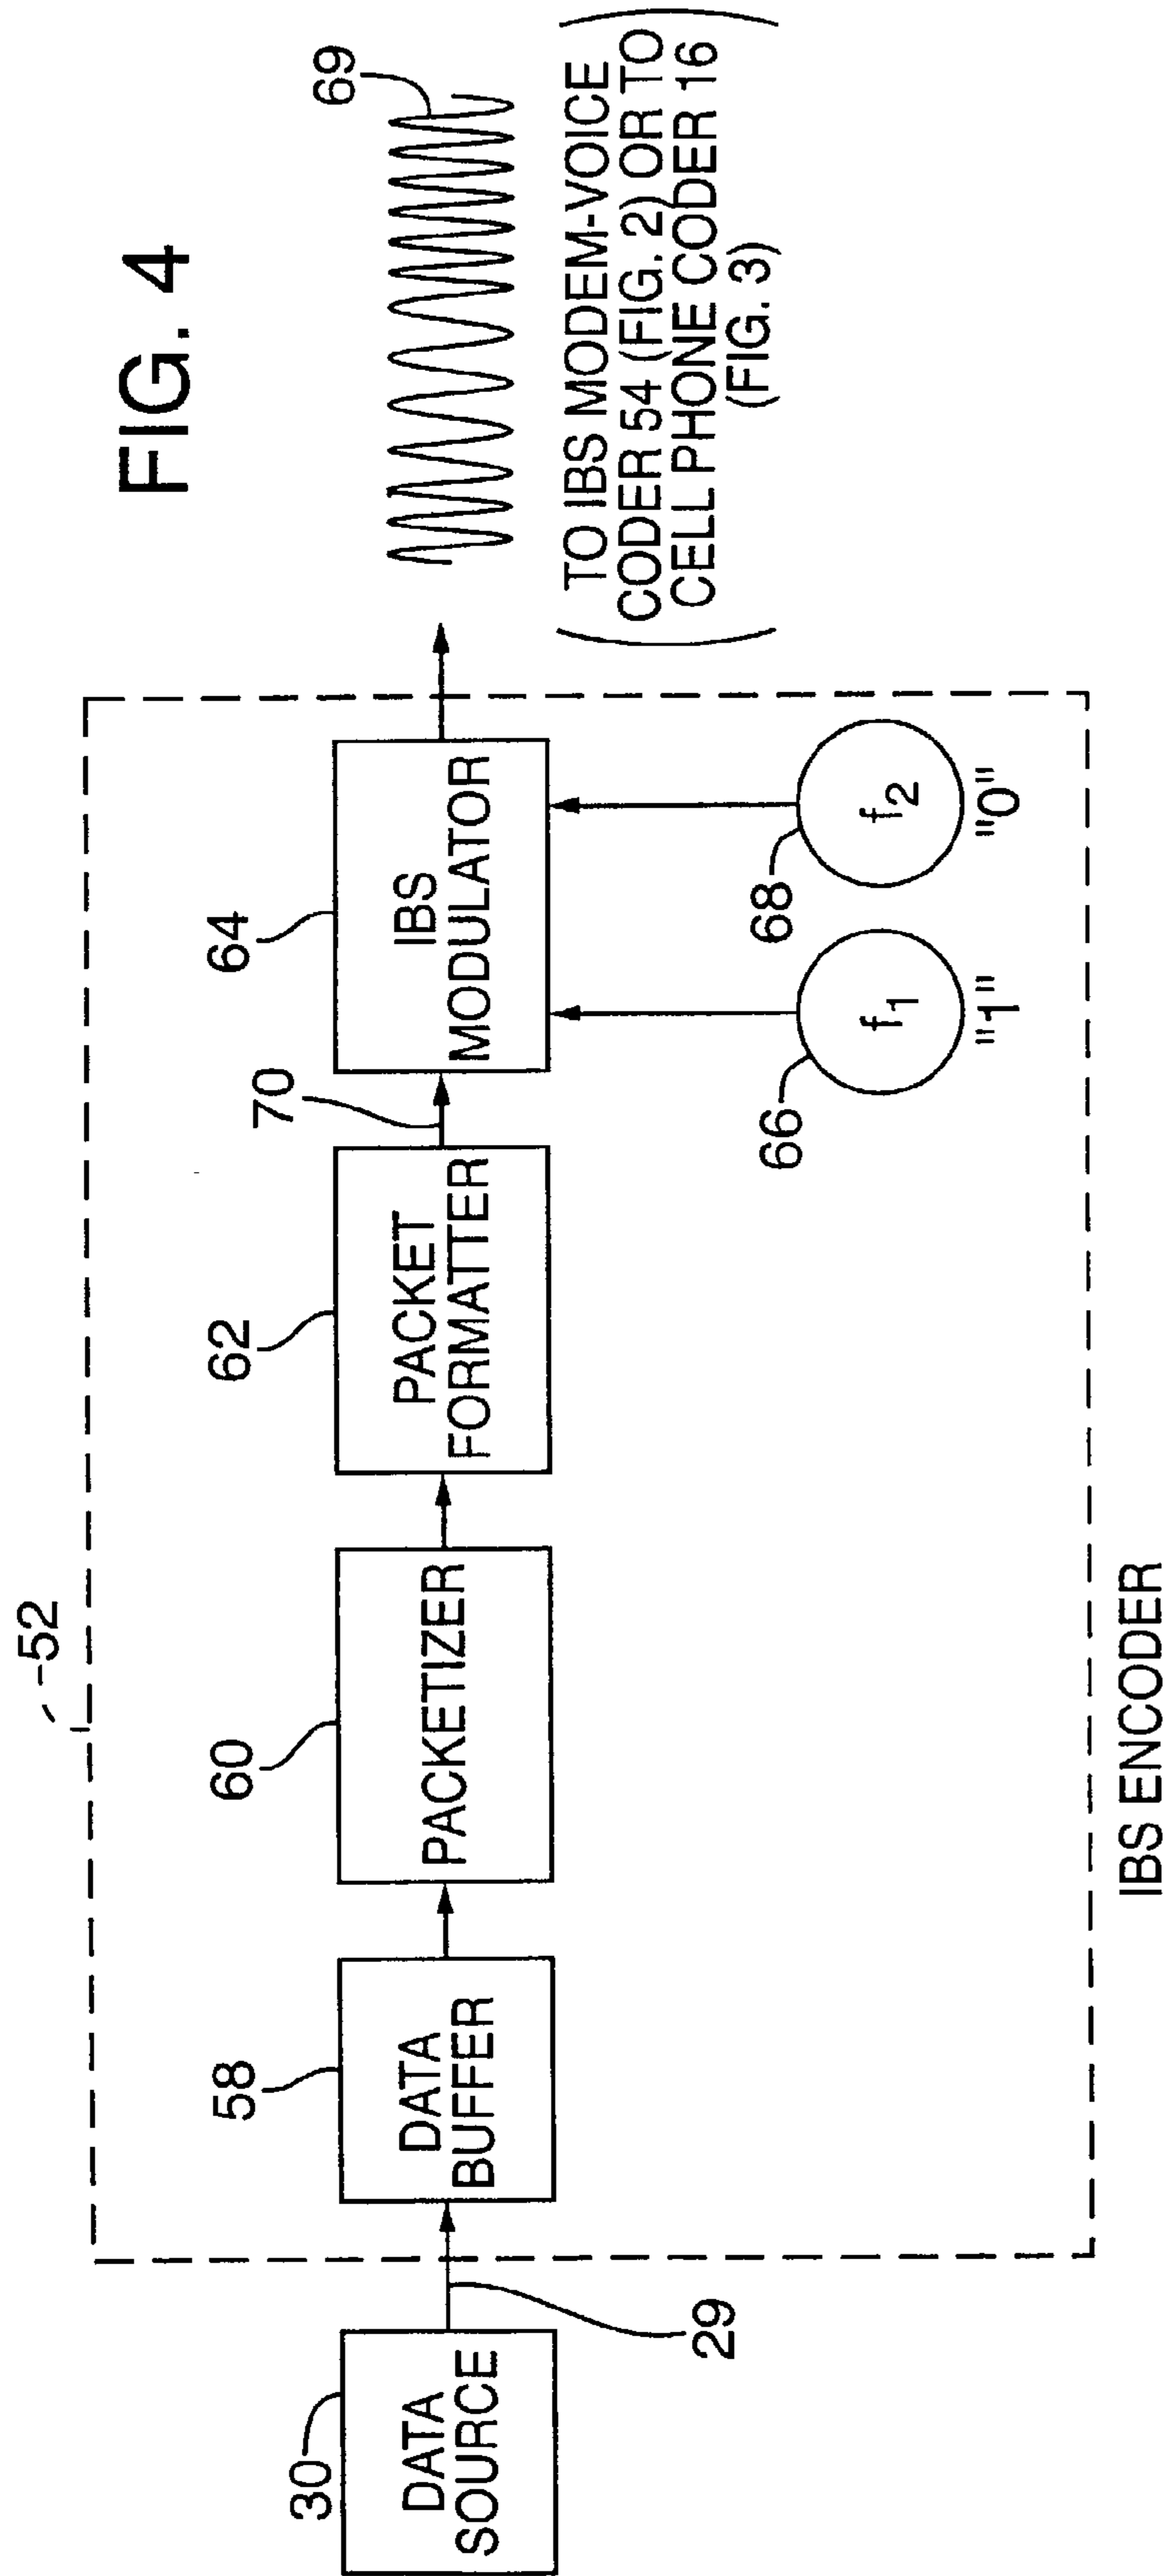 FIG. 4
52
30
DATA
SOURCE
29
58
DATA
BUFFER
60
PACKETIZER
62
PACKET
FORMATTER
70
64
IBS
MODULATOR
66
f1
"1"
68
f2
"0"
69
TO IBS MODEM-VOICE
CODER 54 (FIG. 2) OR TO
CELL PHONE CODER 16
(FIG. 3)
IBS ENCODER